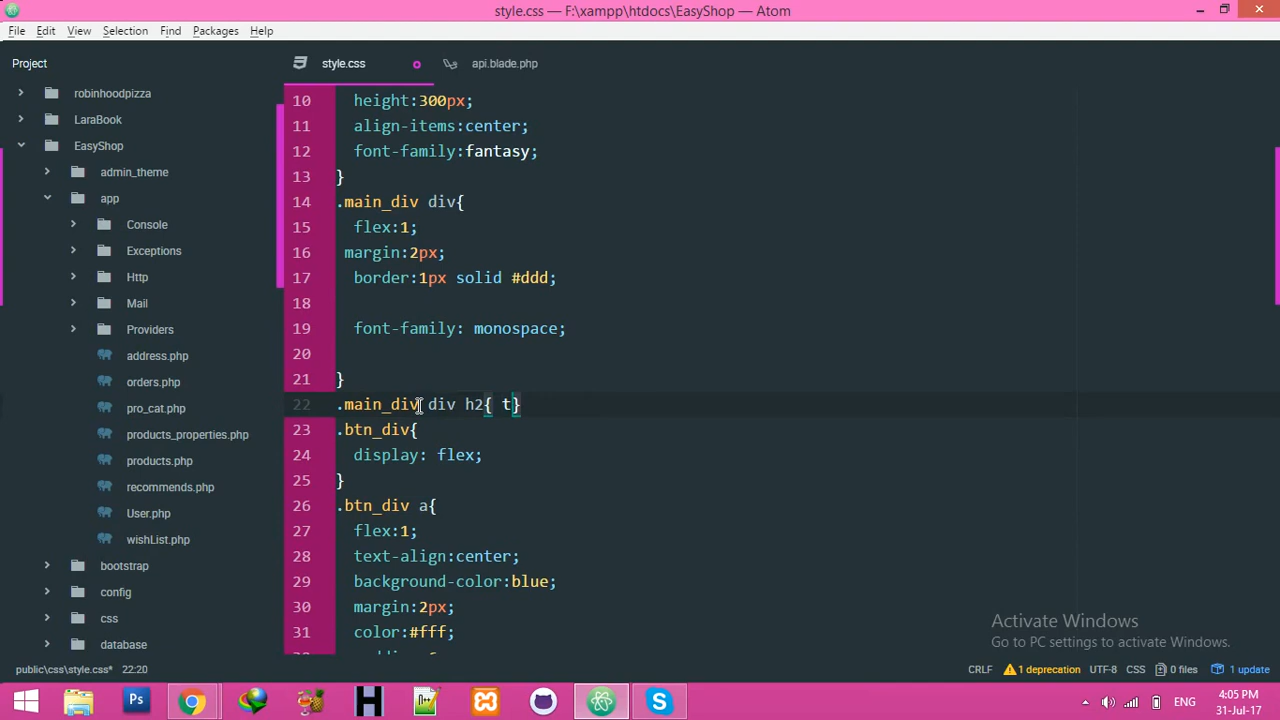 style.css — F:\xampp\htdocs\EasyShop — Atom
File Edit View Selection Find Packages Help
Project
style.css
api.blade.php
robinhoodpizza
LaraBook
EasyShop
admin_theme
app
Console
Exceptions
Http
Mail
Providers
address.php
orders.php
pro_cat.php
products_properties.php
products.php
recommends.php
User.php
wishList.php
bootstrap
config
css
database
10 height:300px;
11 align-items:center;
12 font-family:fantasy;
13 }
14 .main_div div{
15 flex:1;
16 margin:2px;
17 border:1px solid #ddd;
18
19 font-family: monospace;
20
21 }
22 .main_div div h2{ t}
23 .btn_div{
24 display: flex;
25 }
26 .btn_div a{
27 flex:1;
28 text-align:center;
29 background-color:blue;
30 margin:2px;
31 color:#fff;
Activate Windows
Go to PC settings to activate Windows.
public\css\style.css* 22:20
CRLF 1 deprecation UTF-8 CSS 0 files 1 update
Ps
ENG
4:05 PM
31-Jul-17